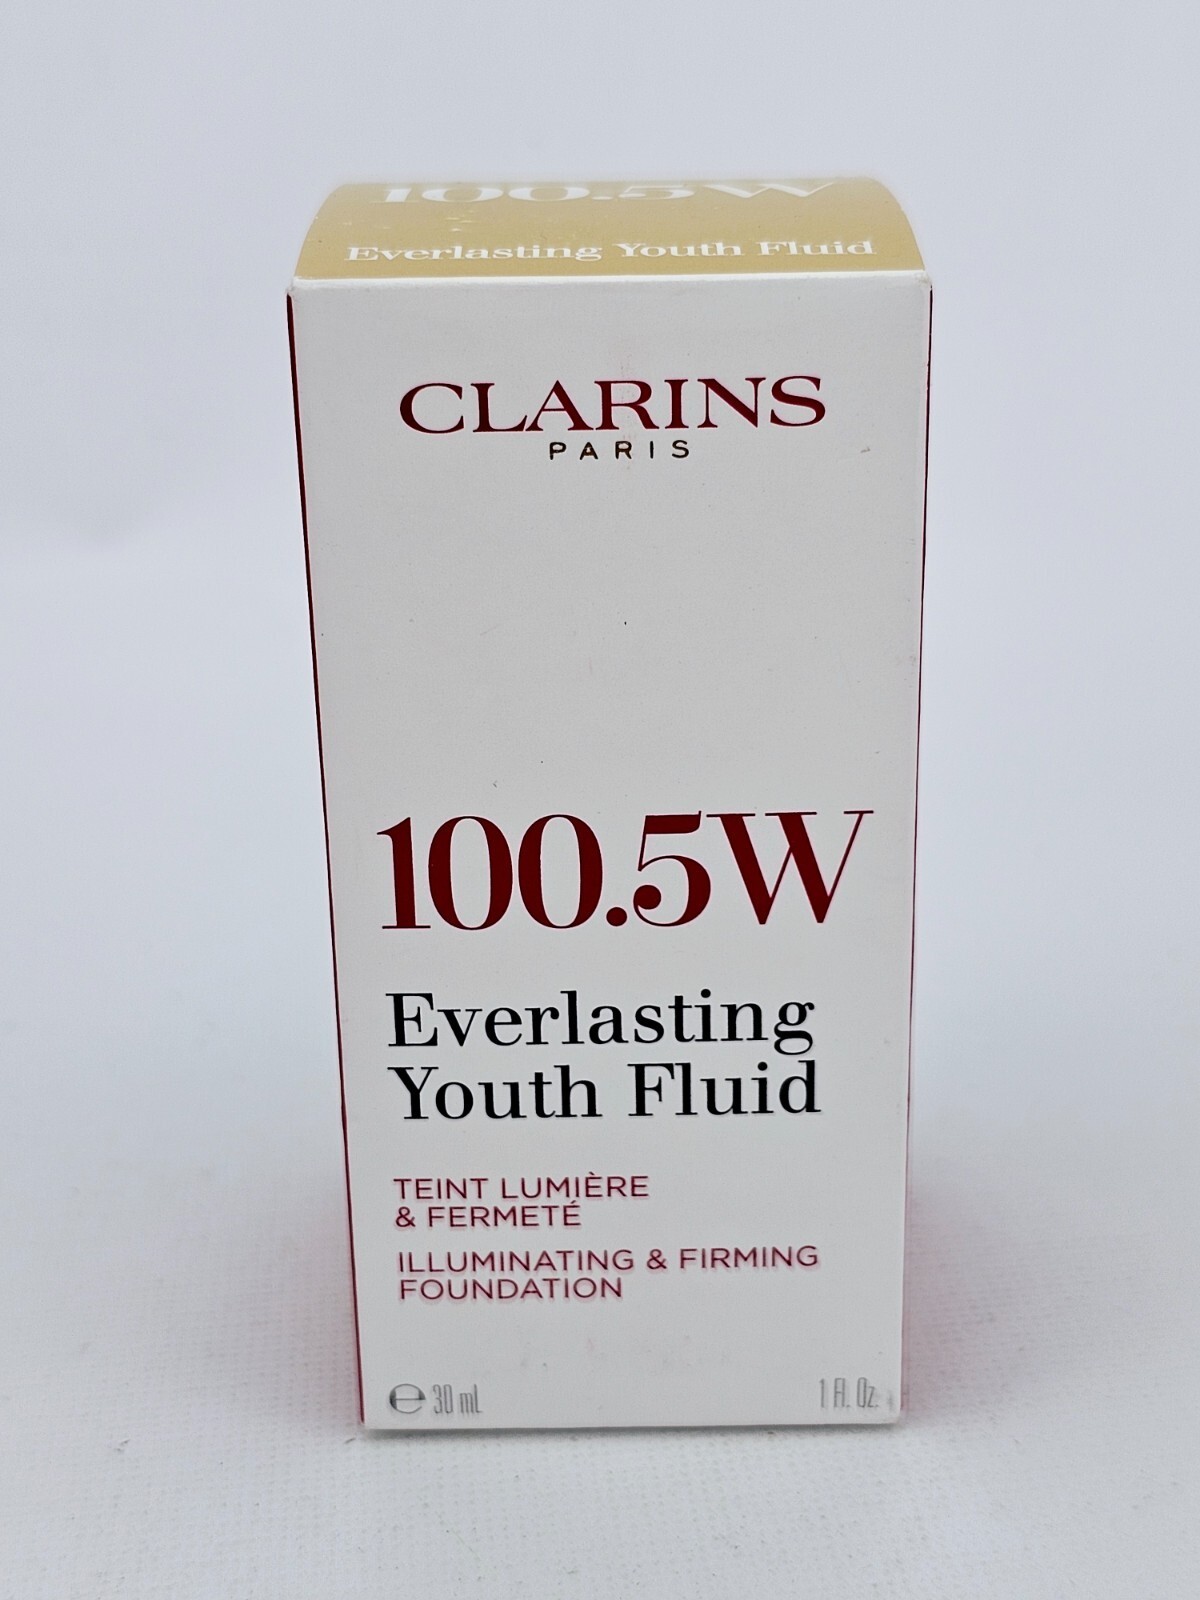 100.5W
Everlasting Youth Fluid
CLARINS
PARIS
100.5W
Everlasting
Youth Fluid
TEINT LUMIÈRE
& FERMETÉ
ILLUMINATING & FIRMING
FOUNDATION
℮ 30 mL 1 Fl. Oz.